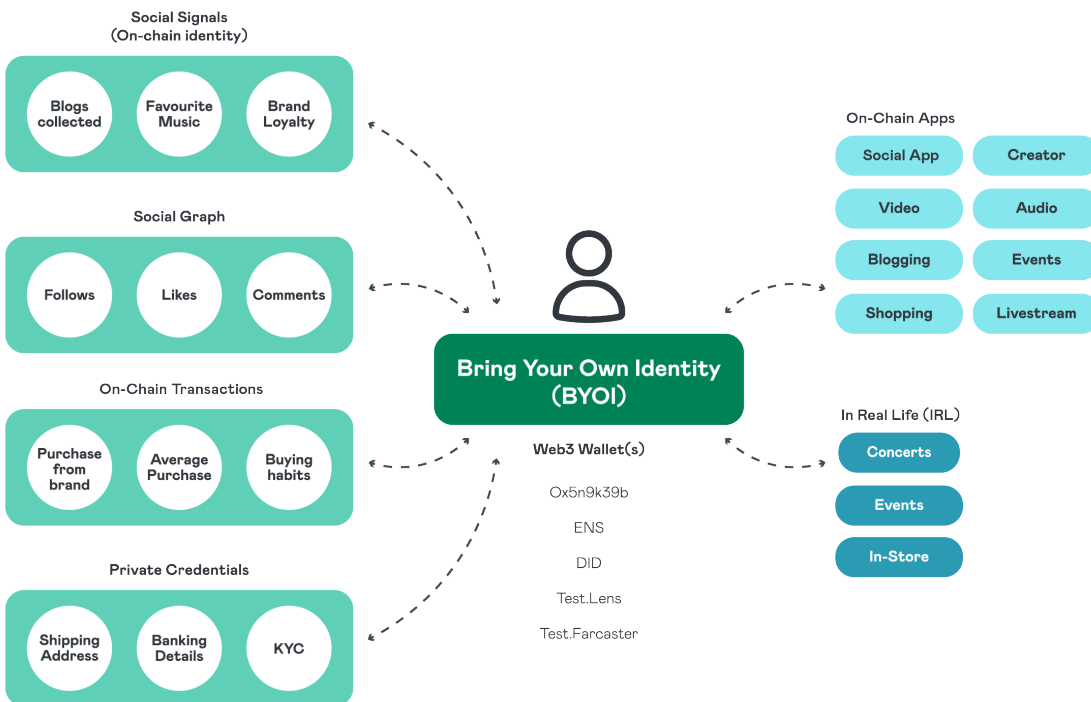 Social Signals
(On-chain identity)
Blogs
collected
Favourite
Music
Brand
Loyalty
Social Graph
Follows
Likes
Comments
On-Chain Transactions
Purchase
from
brand
Average
Purchase
Buying
habits
Private Credentials
Shipping
Address
Banking
Details
KYC
Bring Your Own Identity
(BYOI)
Web3 Wallet(s)
Ox5n9k39b
ENS
DID
Test.Lens
Test.Farcaster
On-Chain Apps
Social App
Creator
Video
Audio
Blogging
Events
Shopping
Livestream
In Real Life (IRL)
Concerts
Events
In-Store